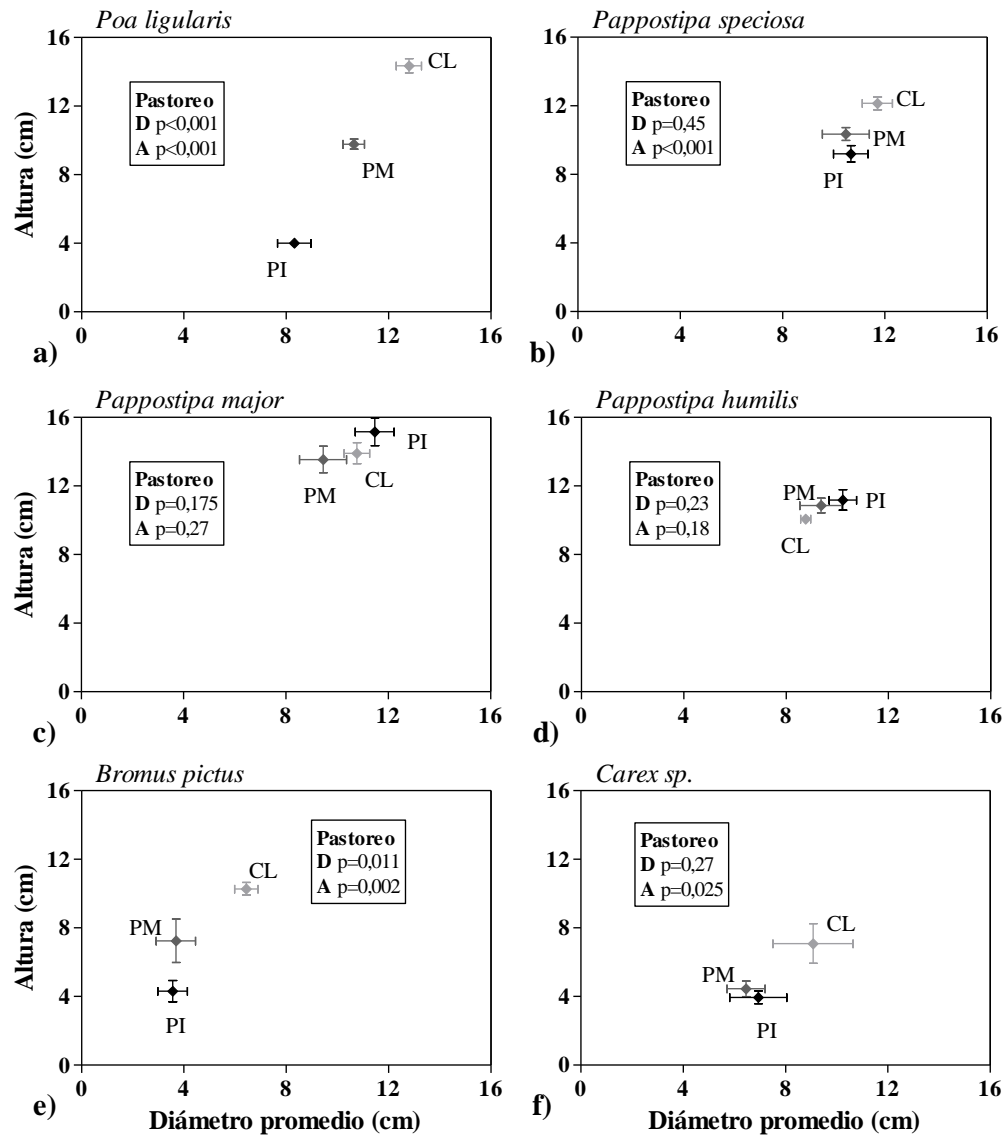 Poa ligularis
16
12
8
4
0
0
4
8
12
16
Altura (cm)
Pastoreo
D p<0,001
A p<0,001
CL
PM
PI
a)
Pappostipa speciosa
16
12
8
4
0
0
4
8
12
16
Pastoreo
D p=0,45
A p<0,001
CL
PM
PI
b)
Pappostipa major
16
12
8
4
0
0
4
8
12
16
Altura (cm)
Pastoreo
D p=0,175
A p=0,27
PI
PM
CL
c)
Pappostipa humilis
16
12
8
4
0
0
4
8
12
16
Pastoreo
D p=0,23
A p=0,18
PM
PI
CL
d)
Bromus pictus
16
12
8
4
0
0
4
8
12
16
Altura (cm)
Pastoreo
D p=0,011
A p=0,002
CL
PM
PI
e)
Diámetro promedio (cm)
Carex sp.
16
12
8
4
0
0
4
8
12
16
Pastoreo
D p=0,27
A p=0,025
CL
PM
PI
f)
Diámetro promedio (cm)